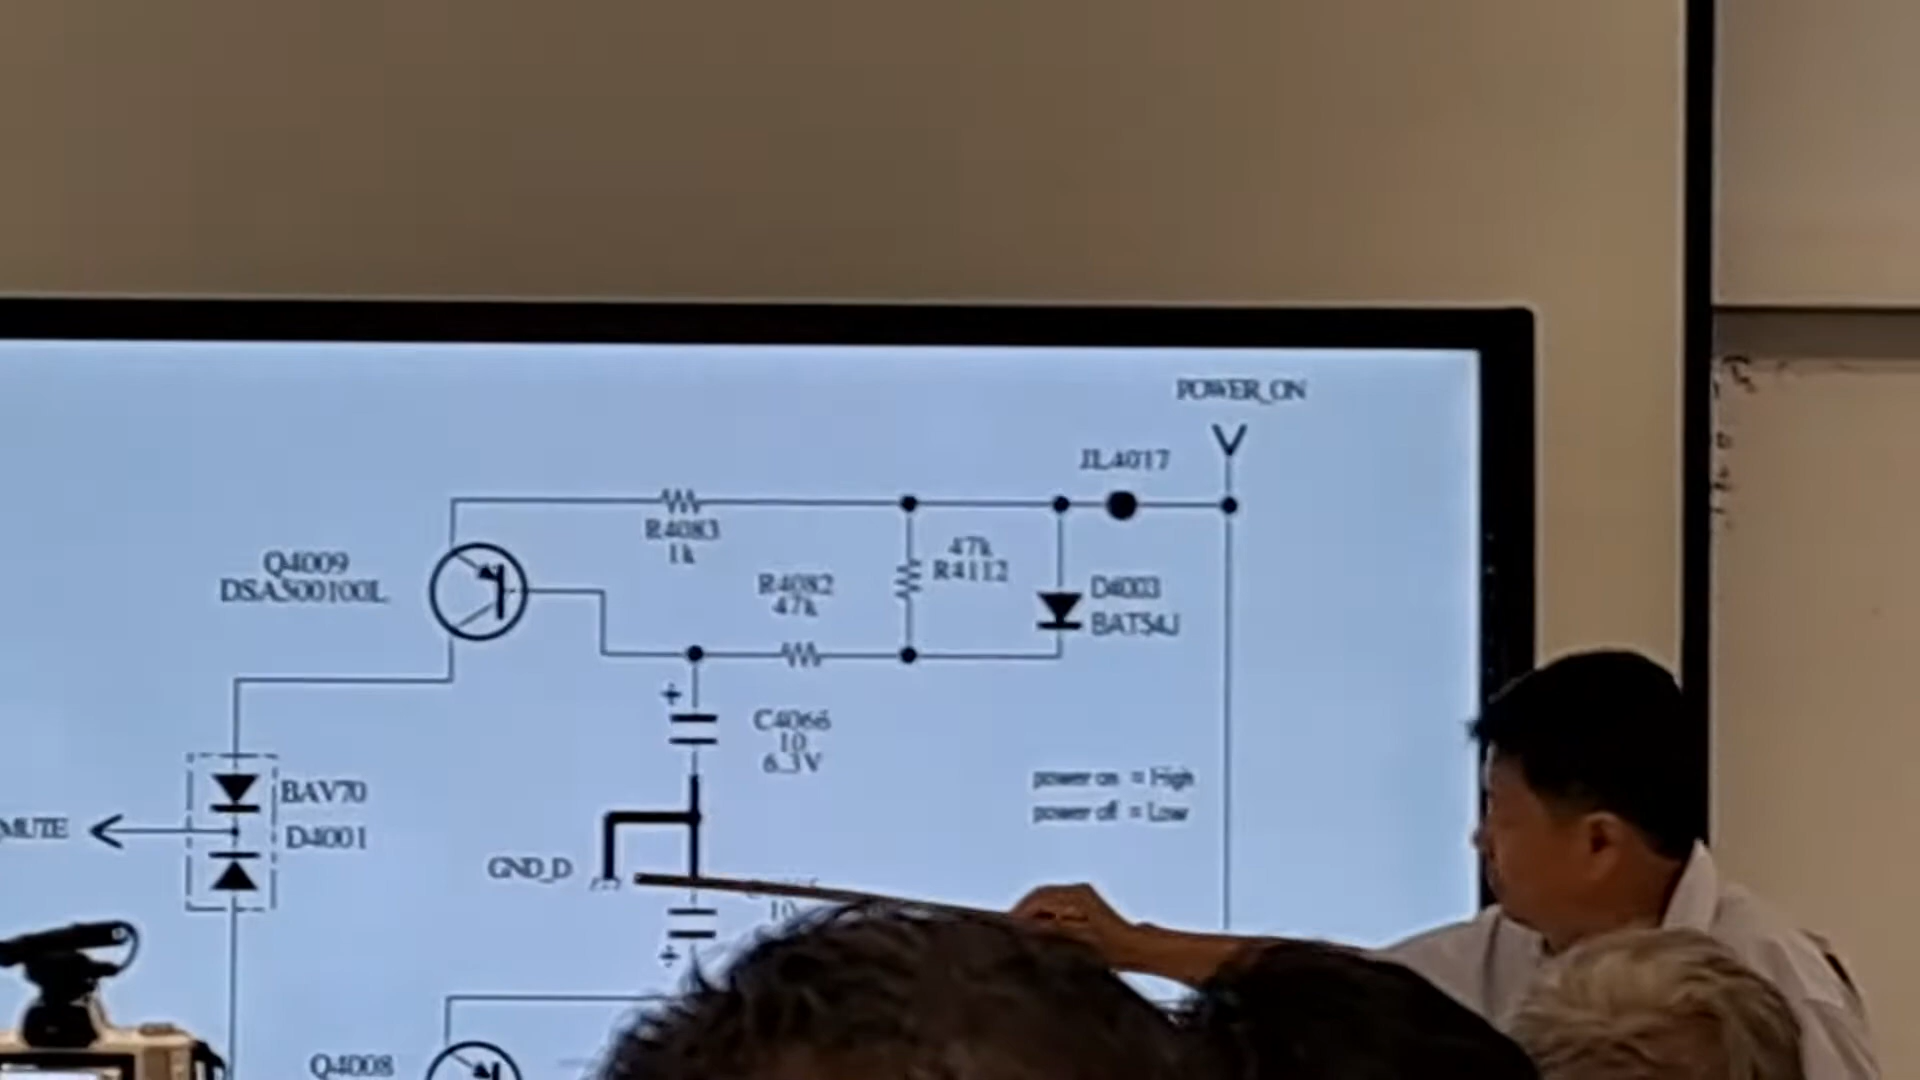 POWER_ON
JL4017
R4083
1k
47k
R4112
Q4009
DSA500100L
R4082
47k
D4003
BAT54J
+
C4066
10
6.3V
power on = High
power off = Low
BAV70
MUTE
D4001
GND_D
10
+
Q4008